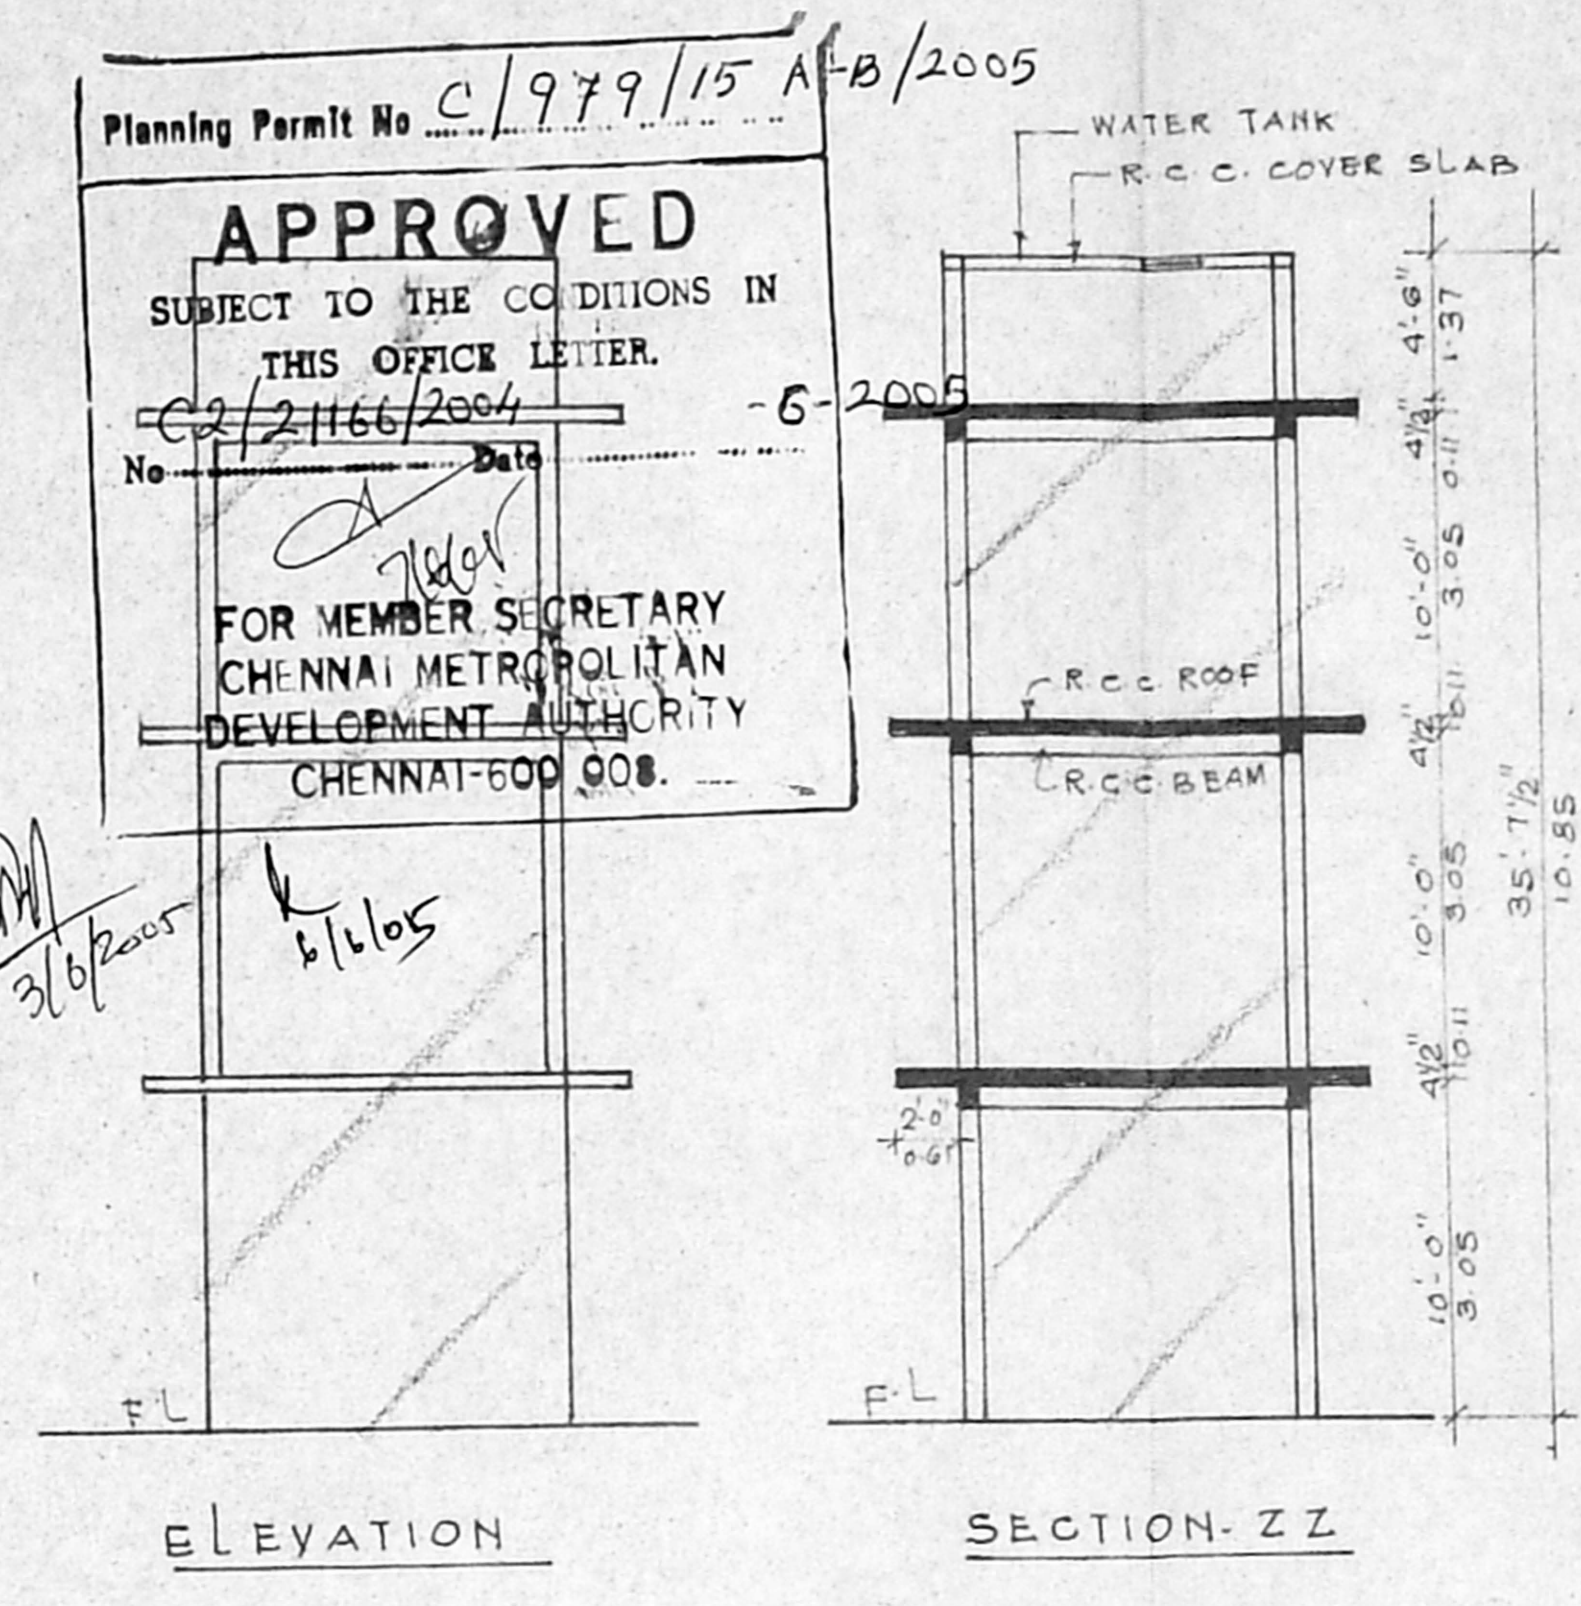 Planning Permit No C/979/15 A-B/2005
APPROVED
SUBJECT TO THE CO DITIONS IN
THIS OFFICE LETTER.
C2/21166/2004 -6-2005
No Date
FOR MEMBER SECRETARY
CHENNAI METROPOLITAN
DEVELOPMENT AUTHORITY
CHENNAI-600 008.
3/6/2005
6/6/05
F.L
ELEVATION
WATER TANK
R.C.C. COVER SLAB
R.C.C. ROOF
R.C.C. BEAM
2'-0"
0.61
F.L
SECTION-ZZ
4'-6"
1.37
4½"
0.11
10'-0"
3.05
4½"
0.11
10'-0"
3.05
4½"
0.11
10'-0"
3.05
35'-7½"
10.85